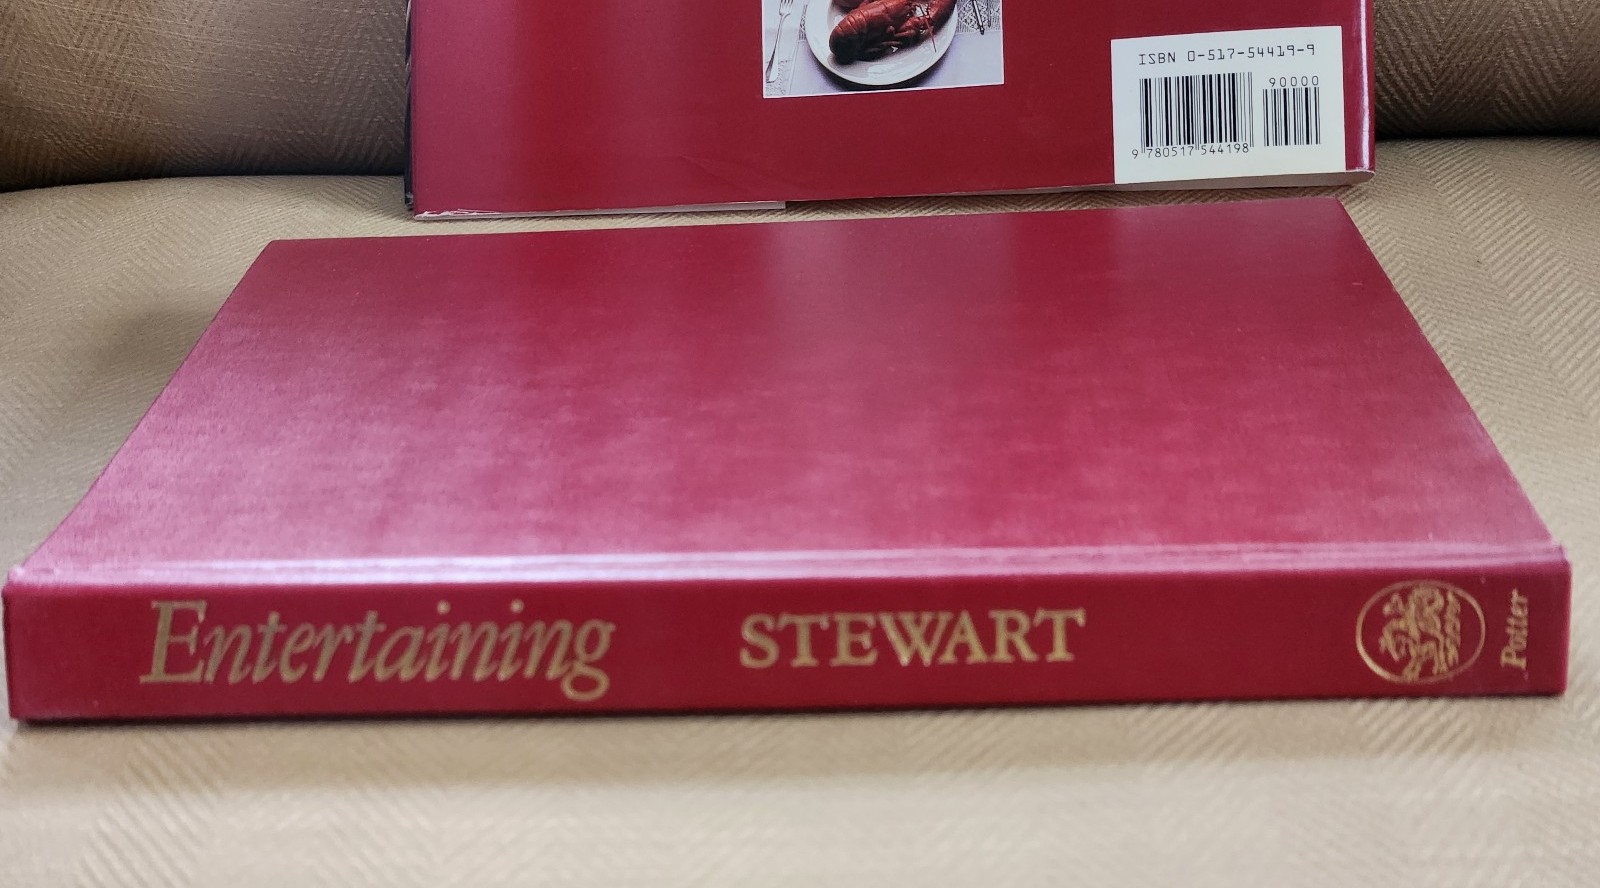 ISBN 0-517-54419-9
90000
9 780517 544198
Entertaining STEWART Potter